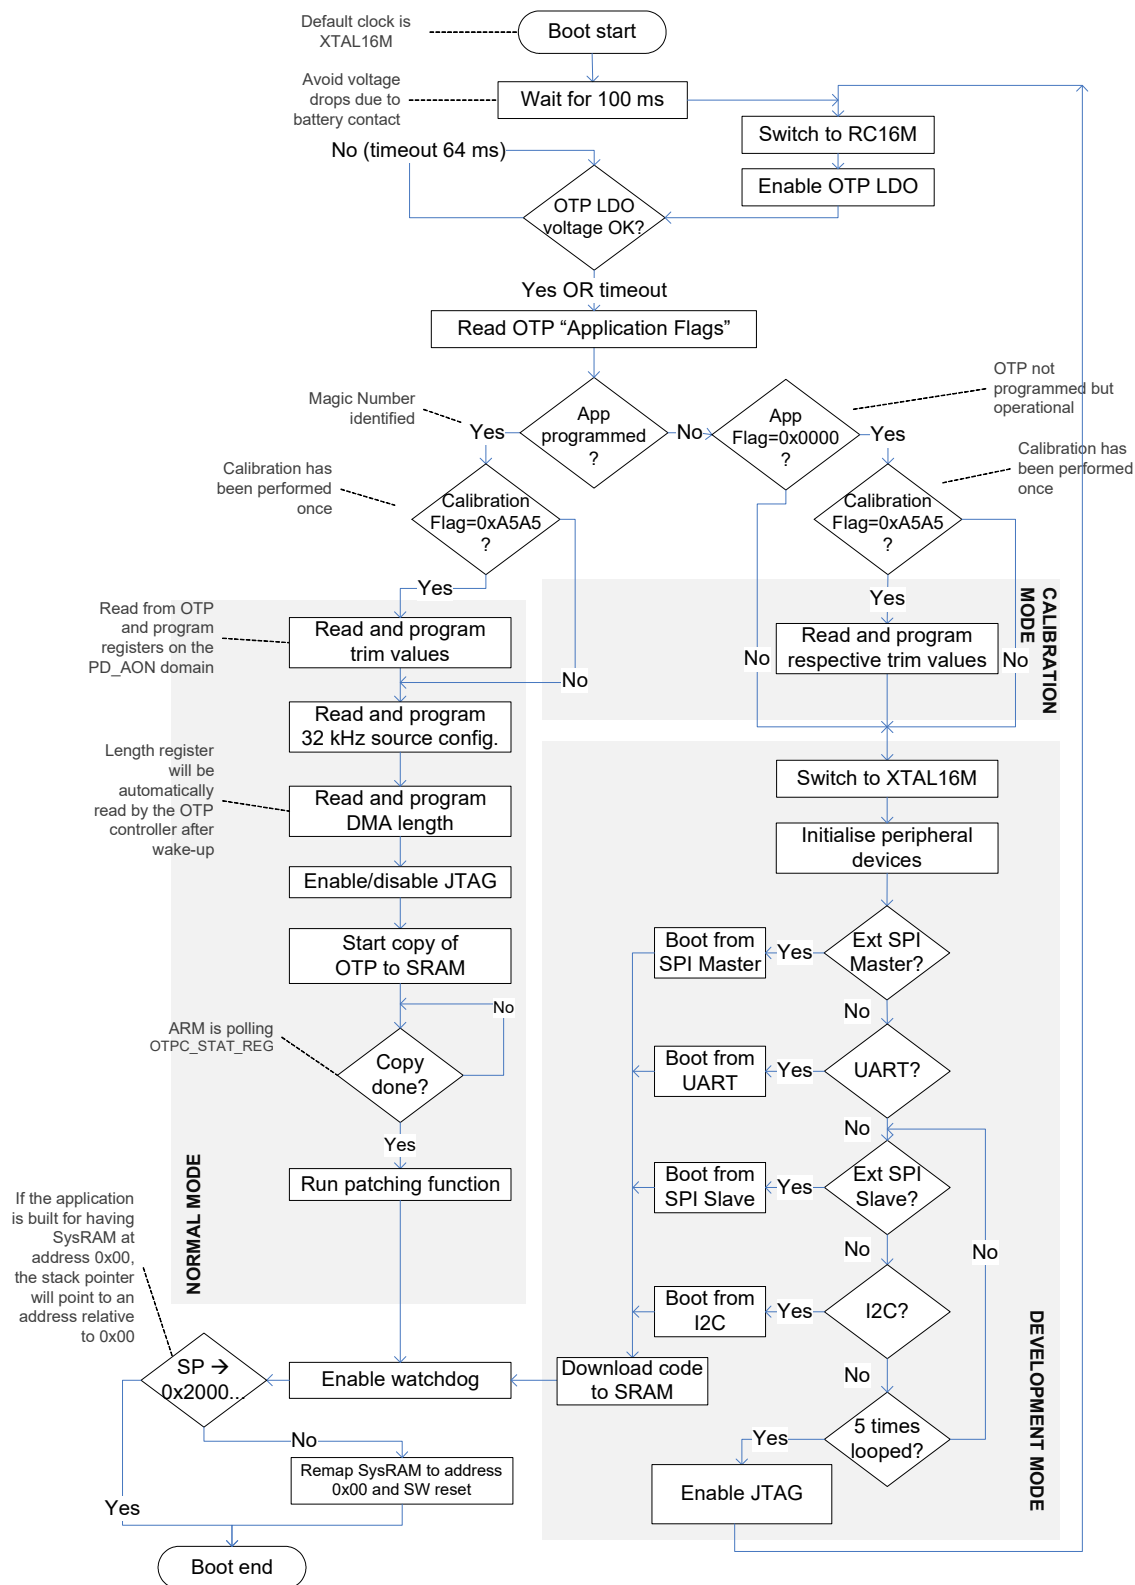 Default clock is
XTAL16M
Boot start
Avoid voltage
drops due to
battery contact
Wait for 100 ms
Switch to RC16M
No (timeout 64 ms)
Enable OTP LDO
OTP LDO
voltage OK?
Yes OR timeout
Read OTP “Application Flags”
OTP not
programmed but
operational
Magic Number
identified
App
programmed
?
Yes
No
App
Flag=0x0000
?
Yes
Calibration has
been performed
once
Calibration has
been performed
once
Calibration
Flag=0xA5A5
?
Calibration
Flag=0xA5A5
?
Yes
Yes
CALIBRATION
MODE
Read from OTP
and program
registers on the
PD_AON domain
Read and program
trim values
Read and program
respective trim values
No
No
No
Read and program
32 kHz source config.
Length register
will be
automatically
read by the OTP
controller after
wake-up
Read and program
DMA length
Switch to XTAL16M
Initialise peripheral
devices
Enable/disable JTAG
Start copy of
OTP to SRAM
Boot from
SPI Master
Yes
Ext SPI
Master?
No
No
ARM is polling
OTPC_STAT_REG
Copy
done?
Boot from
UART
Yes
UART?
No
Yes
Run patching function
Boot from
SPI Slave
Yes
Ext SPI
Slave?
No
No
NORMAL MODE
If the application
is built for having
SysRAM at
address 0x00,
the stack pointer
will point to an
address relative
to 0x00
Boot from
I2C
Yes
I2C?
DEVELOPMENT MODE
SP →
0x2000...
Enable watchdog
Download code
to SRAM
No
No
Yes
5 times
looped?
Remap SysRAM to address
0x00 and SW reset
Enable JTAG
Yes
Boot end